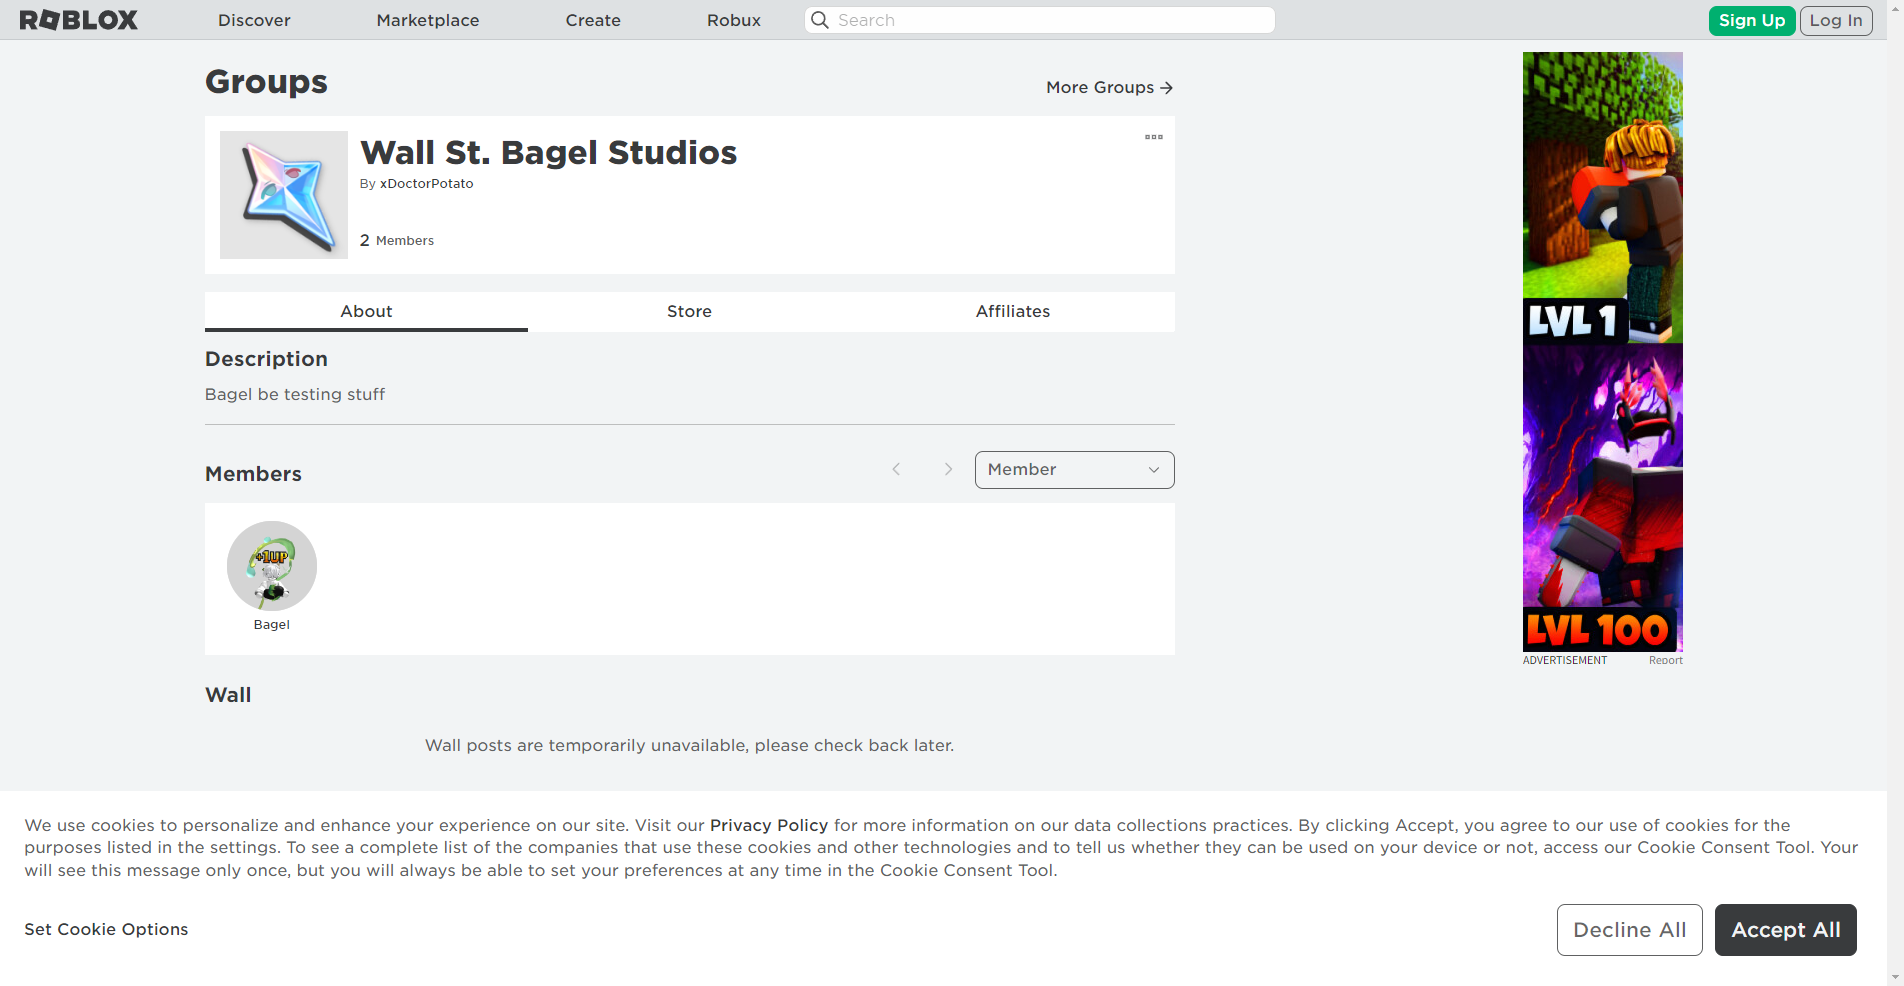 ROBLOX
Discover
Marketplace
Create
Robux
Search
Sign Up
Log In
Groups
More Groups
Wall St. Bagel Studios
By xDoctorPotato
2 Members
About
Store
Affiliates
Description
Bagel be testing stuff
Members
Member
+1UP
Bagel
Wall
Wall posts are temporarily unavailable, please check back later.
LVL 1
LVL 100
ADVERTISEMENT
Report
We use cookies to personalize and enhance your experience on our site. Visit our Privacy Policy for more information on our data collections practices. By clicking Accept, you agree to our use of cookies for the
purposes listed in the settings. To see a complete list of the companies that use these cookies and other technologies and to tell us whether they can be used on your device or not, access our Cookie Consent Tool. Your
will see this message only once, but you will always be able to set your preferences at any time in the Cookie Consent Tool.
Set Cookie Options
Decline All
Accept All